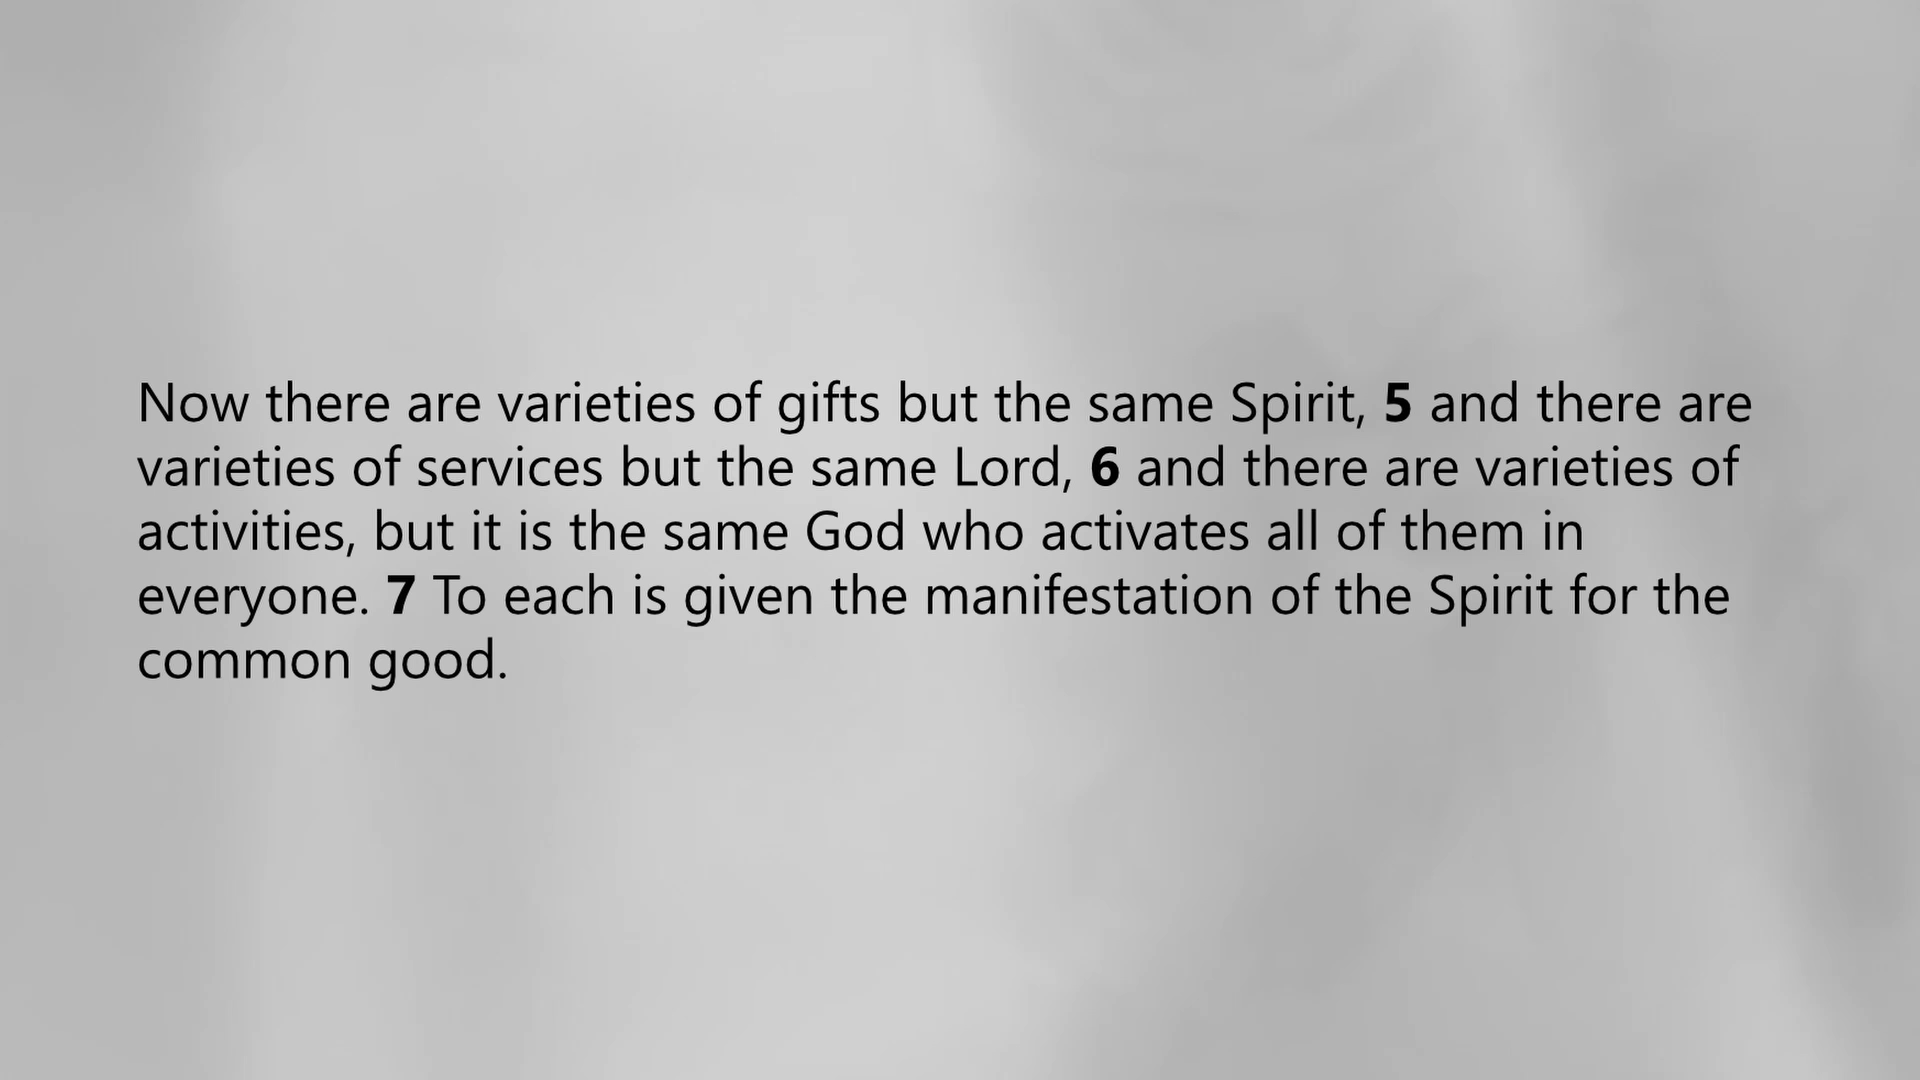 Now there are varieties of gifts but the same Spirit, 5 and there are
varieties of services but the same Lord, 6 and there are varieties of
activities, but it is the same God who activates all of them in
everyone. 7 To each is given the manifestation of the Spirit for the
common good.